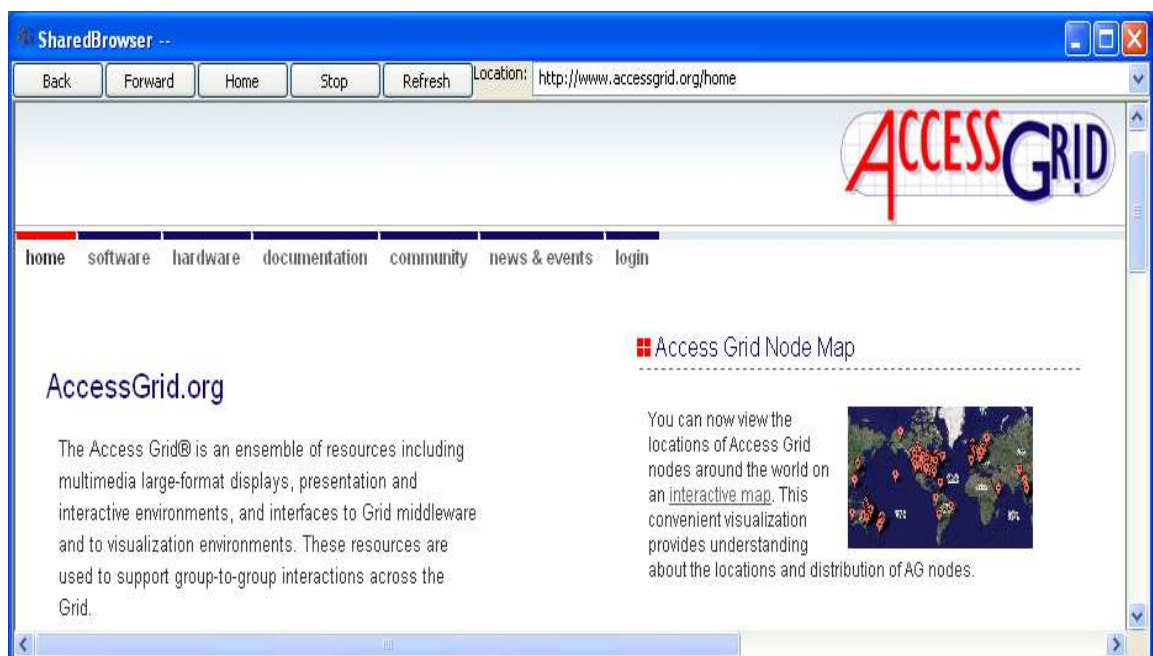 SharedBrowser --
Back Forward Home Stop Refresh Location: http://www.accessgrid.org/home
ACCESSGRID
home software hardware documentation community news & events login
Access Grid Node Map
AccessGrid.org
The Access Grid® is an ensemble of resources including
multimedia large-format displays, presentation and
interactive environments, and interfaces to Grid middleware
and to visualization environments. These resources are
used to support group-to-group interactions across the
Grid.
You can now view the
locations of Access Grid
nodes around the world on
an interactive map. This
convenient visualization
provides understanding
about the locations and distribution of AG nodes.